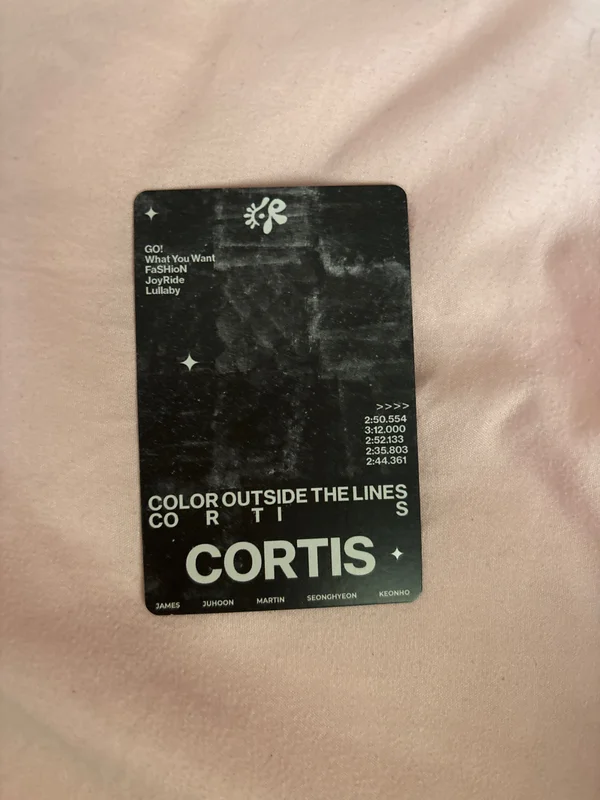 GO!
What You Want
FaSHioN
JoyRide
Lullaby
>>>>
2:50.554
3:12.000
2:52.133
2:35.803
2:44.361
COLOR OUTSIDE THE LINES
CO R T I S
CORTIS
JAMES JUHOON MARTIN SEONGHYEON KEONHO